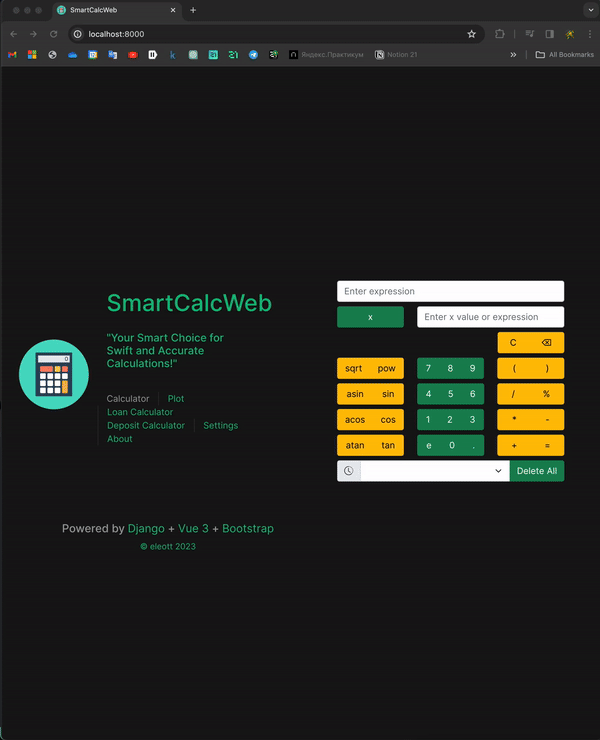 SmartCalcWeb
localhost:8000
Яндекс.Практикум
Notion 21
All Bookmarks
SmartCalcWeb
"Your Smart Choice for
Swift and Accurate
Calculations!"
Calculator
Plot
Loan Calculator
Deposit Calculator
Settings
About
Powered by Django + Vue 3 + Bootstrap
© eleott 2023
Enter expression
x
Enter x value or expression
C
sqrt pow
7 8 9
( )
asin sin
4 5 6
/ %
acos cos
1 2 3
* -
atan tan
e 0 .
+ =
Delete All